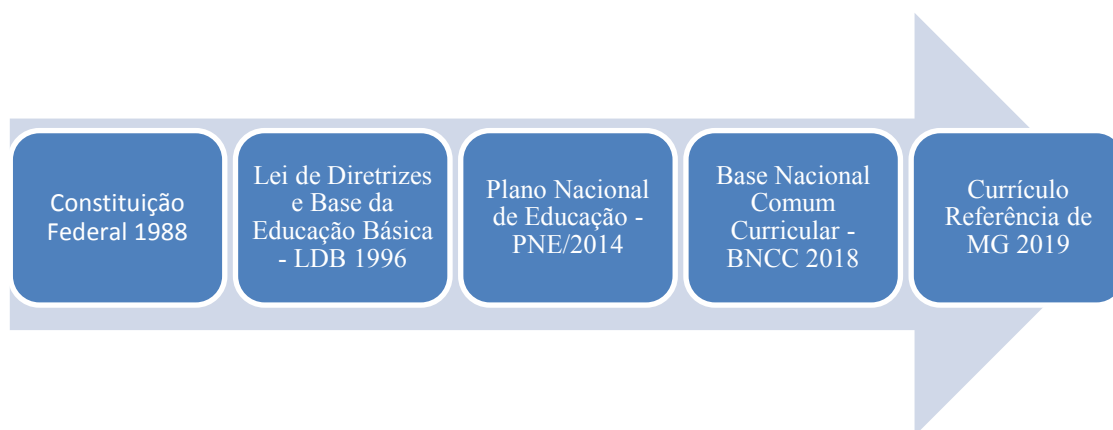 Constituição
Federal 1988
Lei de Diretrizes
e Base da
Educação Básica
- LDB 1996
Plano Nacional
de Educação -
PNE/2014
Base Nacional
Comum
Curricular -
BNCC 2018
Currículo
Referência de
MG 2019